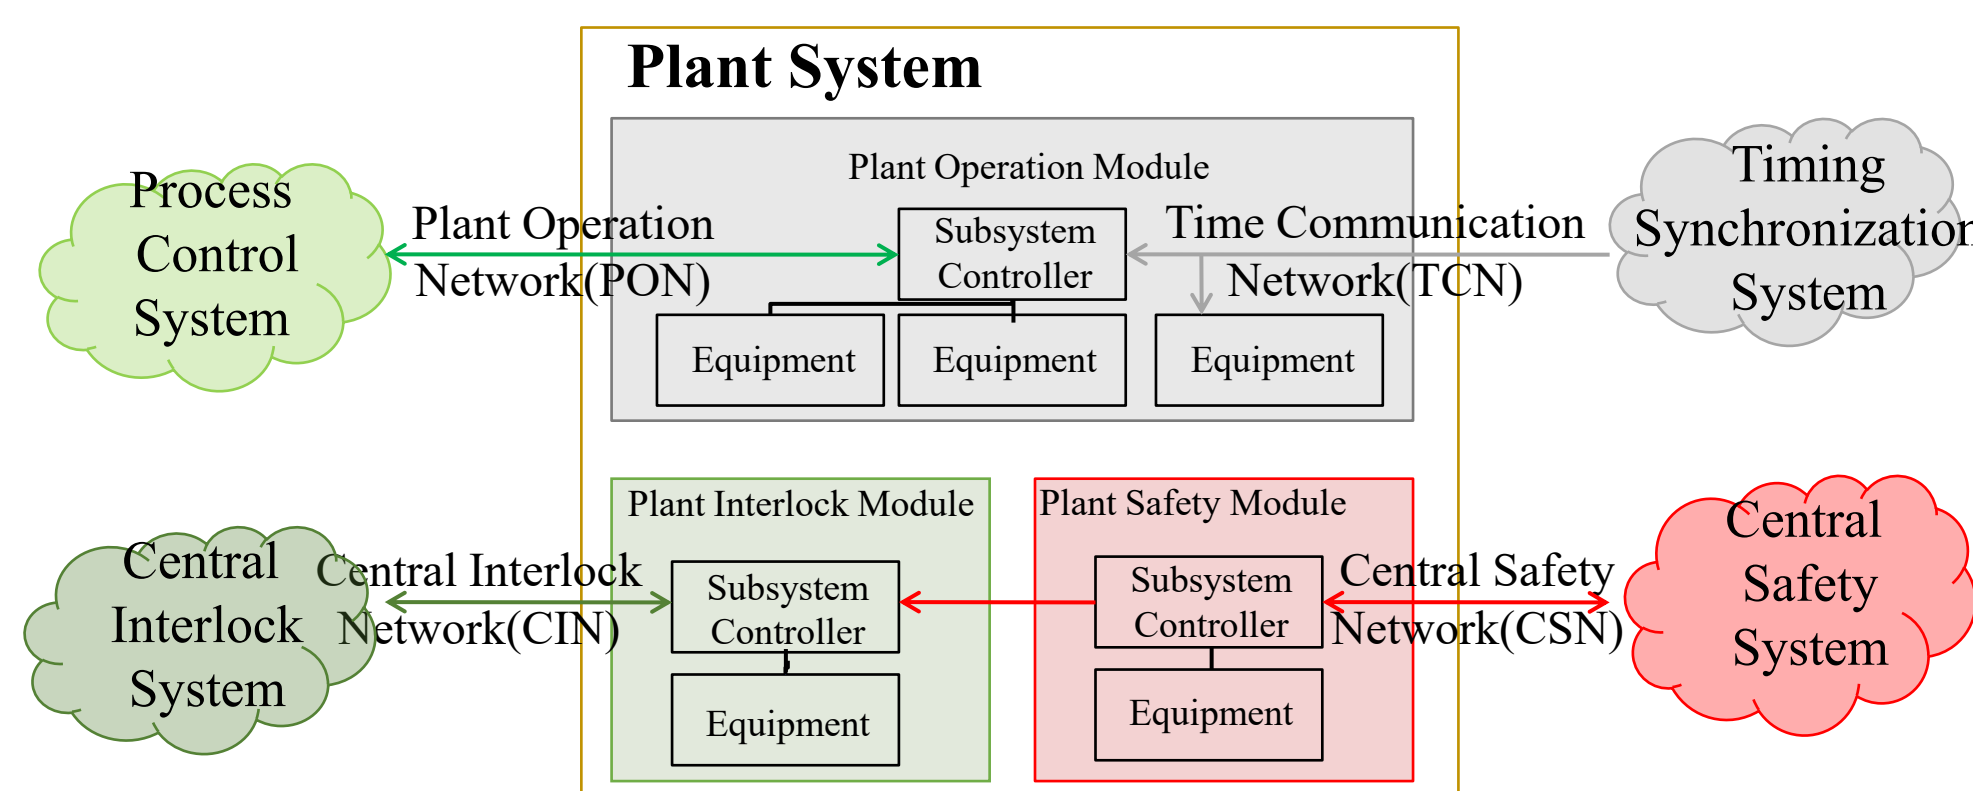 Plant System
Plant Operation Module
Process
Control
System
Plant Operation
Network(PON)
Subsystem
Controller
Time Communication
Network(TCN)
Timing
Synchronization
System
Equipment
Equipment
Equipment
Plant Interlock Module
Plant Safety Module
Central
Interlock
System
Central Interlock
Network(CIN)
Subsystem
Controller
Equipment
Subsystem
Controller
Equipment
Central Safety
Network(CSN)
Central
Safety
System